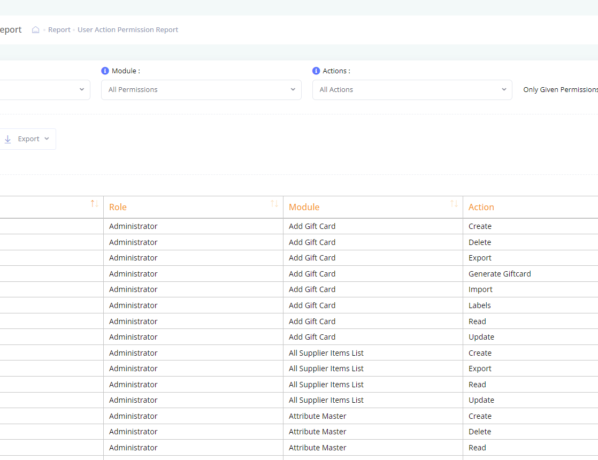 eport Report - User Action Permission Report
Module : Actions :
All Permissions All Actions Only Given Permissions
Export
Role Module Action
Administrator Add Gift Card Create
Administrator Add Gift Card Delete
Administrator Add Gift Card Export
Administrator Add Gift Card Generate Giftcard
Administrator Add Gift Card Import
Administrator Add Gift Card Labels
Administrator Add Gift Card Read
Administrator Add Gift Card Update
Administrator All Supplier Items List Create
Administrator All Supplier Items List Export
Administrator All Supplier Items List Read
Administrator All Supplier Items List Update
Administrator Attribute Master Create
Administrator Attribute Master Delete
Administrator Attribute Master Read